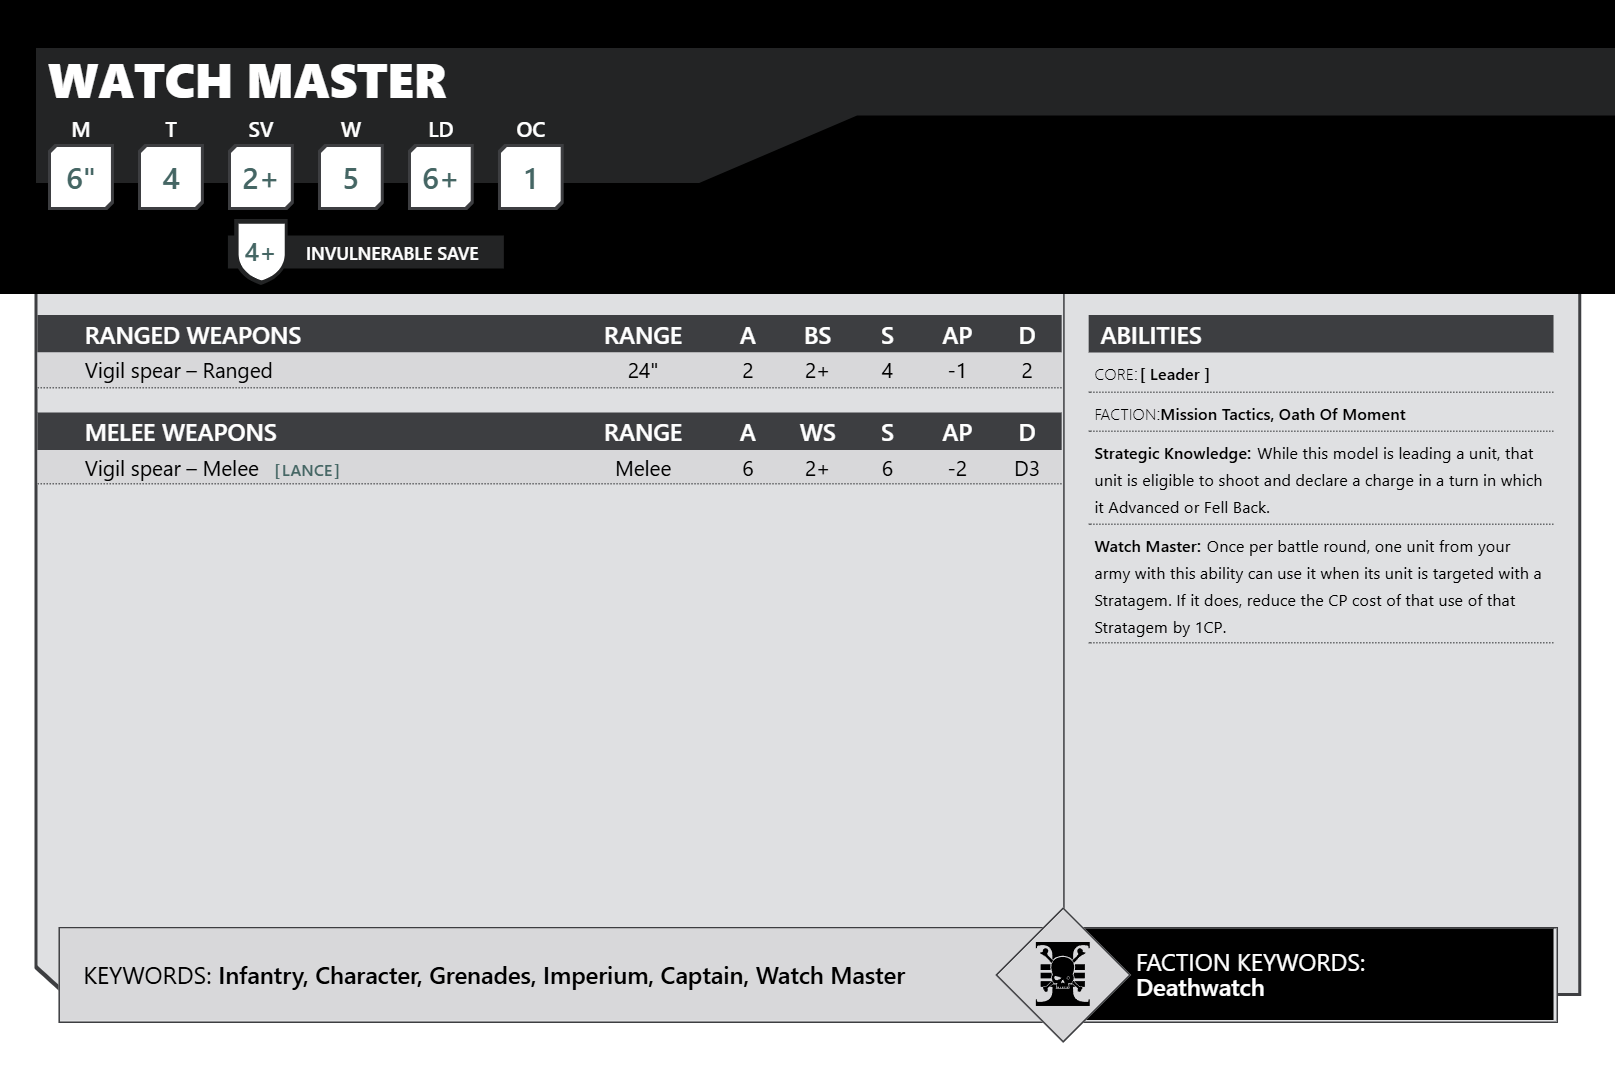 WATCH MASTER
M T SV W LD OC
6" 4 2+ 5 6+ 1
4+ INVULNERABLE SAVE
RANGED WEAPONS RANGE A BS S AP D
Vigil spear – Ranged 24" 2 2+ 4 -1 2
MELEE WEAPONS RANGE A WS S AP D
Vigil spear – Melee [LANCE] Melee 6 2+ 6 -2 D3
ABILITIES
CORE:[ Leader ]
FACTION:Mission Tactics, Oath Of Moment
Strategic Knowledge: While this model is leading a unit, that
unit is eligible to shoot and declare a charge in a turn in which
it Advanced or Fell Back.
Watch Master: Once per battle round, one unit from your
army with this ability can use it when its unit is targeted with a
Stratagem. If it does, reduce the CP cost of that use of that
Stratagem by 1CP.
KEYWORDS: Infantry, Character, Grenades, Imperium, Captain, Watch Master
FACTION KEYWORDS:
Deathwatch